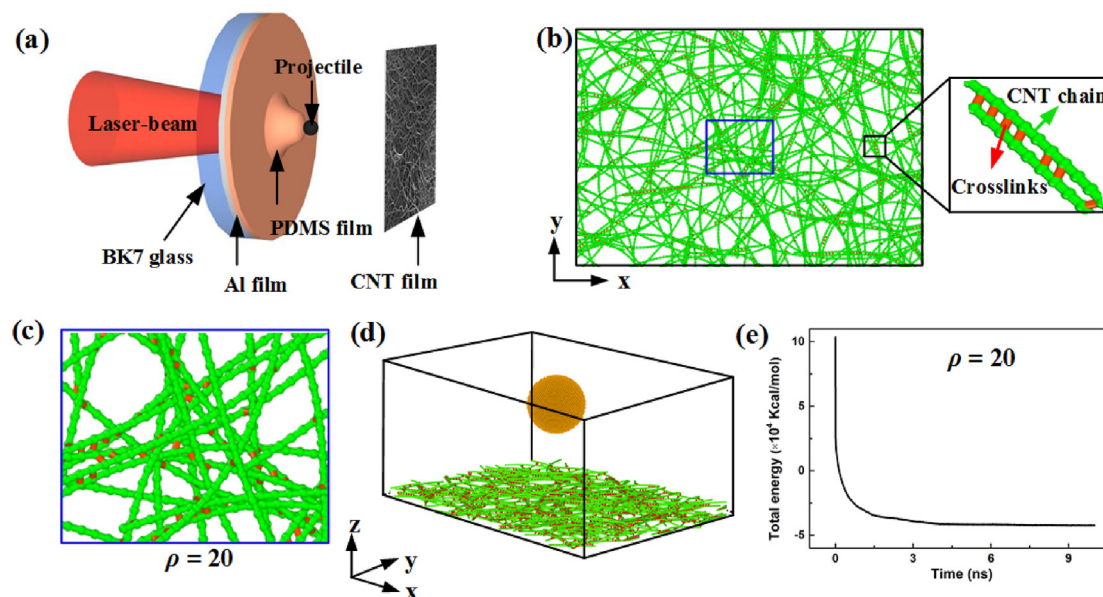 (a)
Laser-beam
Projectile
PDMS film
BK7 glass
Al film
CNT film
(b)
y
x
CNT chain
Crosslinks
(c)
ρ = 20
(d)
z
y
x
(e)
ρ = 20
Total energy (×10⁴ Kcal/mol)
10
5
0
-5
0
3
6
9
Time (ns)